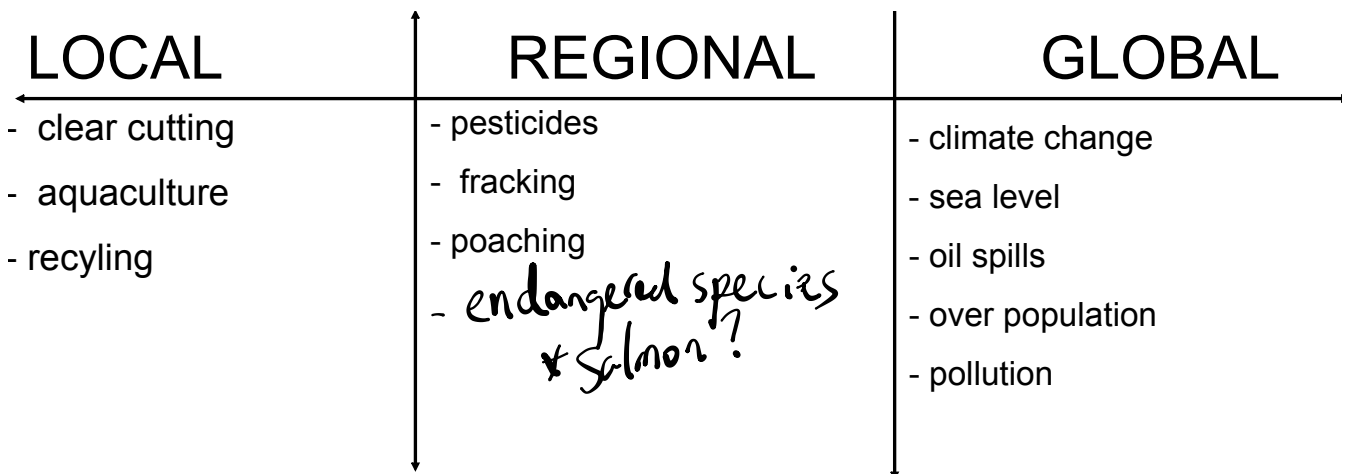 LOCAL
- clear cutting
- aquaculture
- recyling
REGIONAL
- pesticides
- fracking
- poaching
- endangered species
* salmon?
GLOBAL
- climate change
- sea level
- oil spills
- over population
- pollution